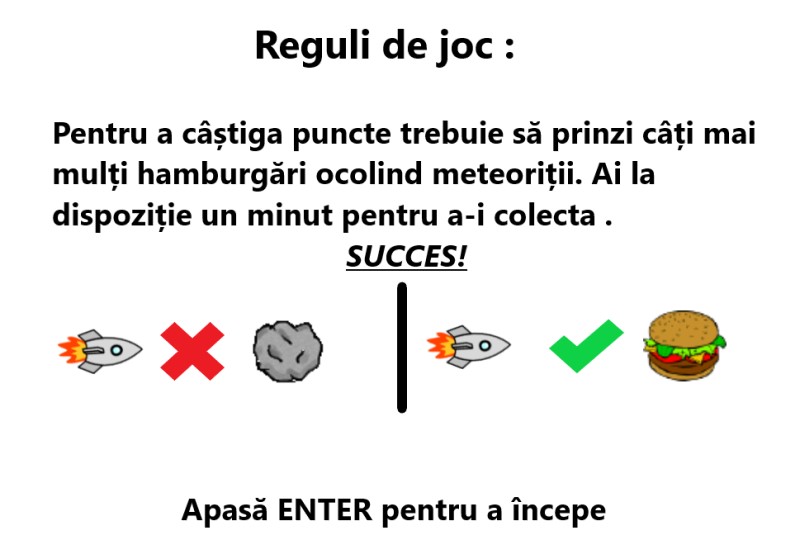 Reguli de joc :
Pentru a câștiga puncte trebuie să prinzi câți mai
mulți hamburgări ocolind meteoriții. Ai la
dispoziție un minut pentru a-i colecta .
SUCCES!
Apasă ENTER pentru a începe